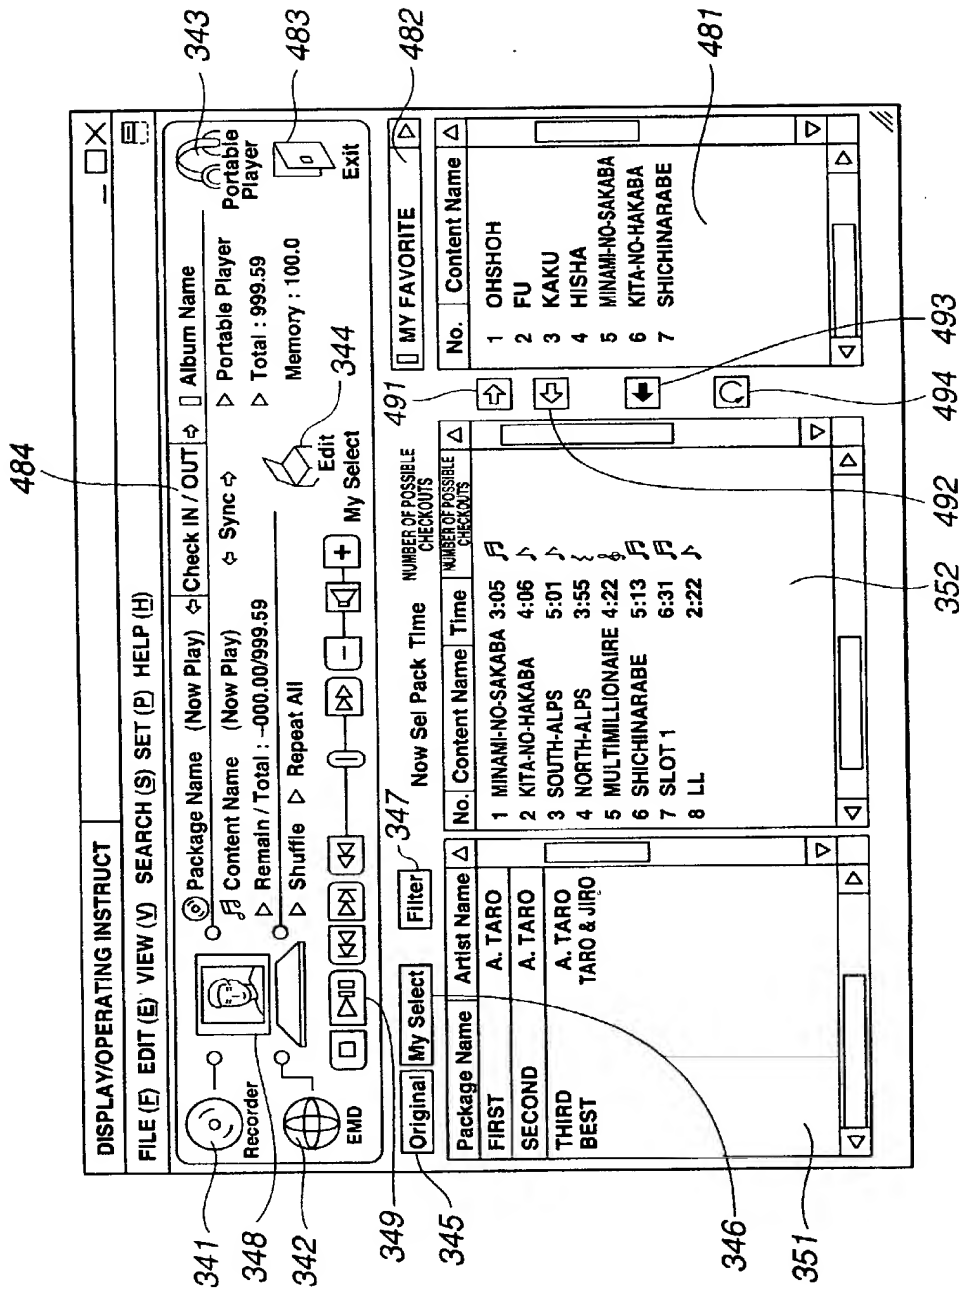 484
DISPLAY/OPERATING INSTRUCT
FILE (F) EDIT (E) VIEW (V) SEARCH (S) SET (P) HELP (H)
341
Recorder
348
342
EMD
349
Package Name (Now Play)
Check IN / OUT
Album Name
Content Name (Now Play)
Sync
Portable Player
Remain / Total : -000.00/999.59
Total : 999.59
Shuffle
Repeat All
Memory : 100.0
Edit
My Select
344
Portable
Player
343
Exit
483
345
Original
My Select
346
Filter
347
Now Sel Pack Time
NUMBER OF POSSIBLE
CHECKOUTS
491
MY FAVORITE
482
Package Name Artist Name
FIRST A. TARO
SECOND A. TARO
THIRD A. TARO
BEST TARO & JIRO
351
No. Content Name Time NUMBER OF POSSIBLE
CHECKOUTS
1 MINAMI-NO-SAKABA 3:05
2 KITA-NO-HAKABA 4:06
3 SOUTH-ALPS 5:01
4 NORTH-ALPS 3:55
5 MULTIMILLIONAIRE 4:22
6 SHICHINARABE 5:13
7 SLOT 1 6:31
8 LL 2:22
352
492
494
493
No. Content Name
1 OHSHOH
2 FU
3 KAKU
4 HISHA
5 MINAMI-NO-SAKABA
6 KITA-NO-HAKABA
7 SHICHINARABE
481